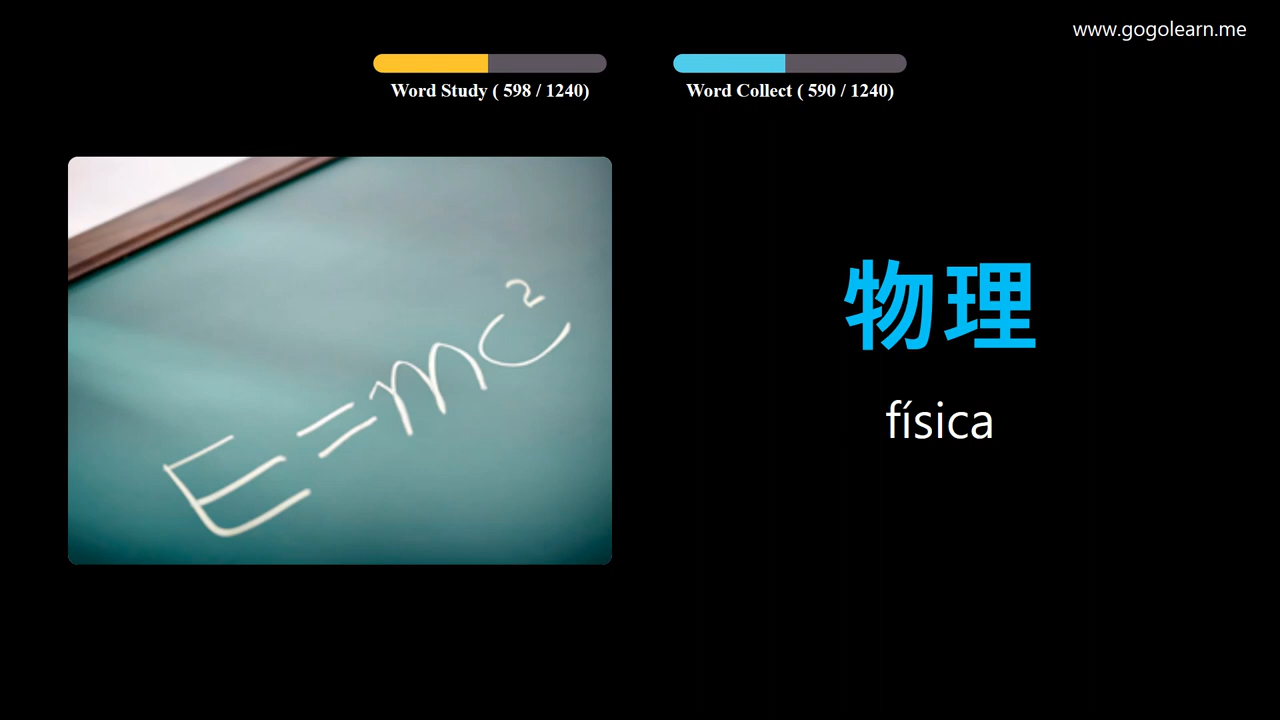 www.gogolearn.me
Word Study ( 598 / 1240)
Word Collect ( 590 / 1240)
E=mc²
物理
física